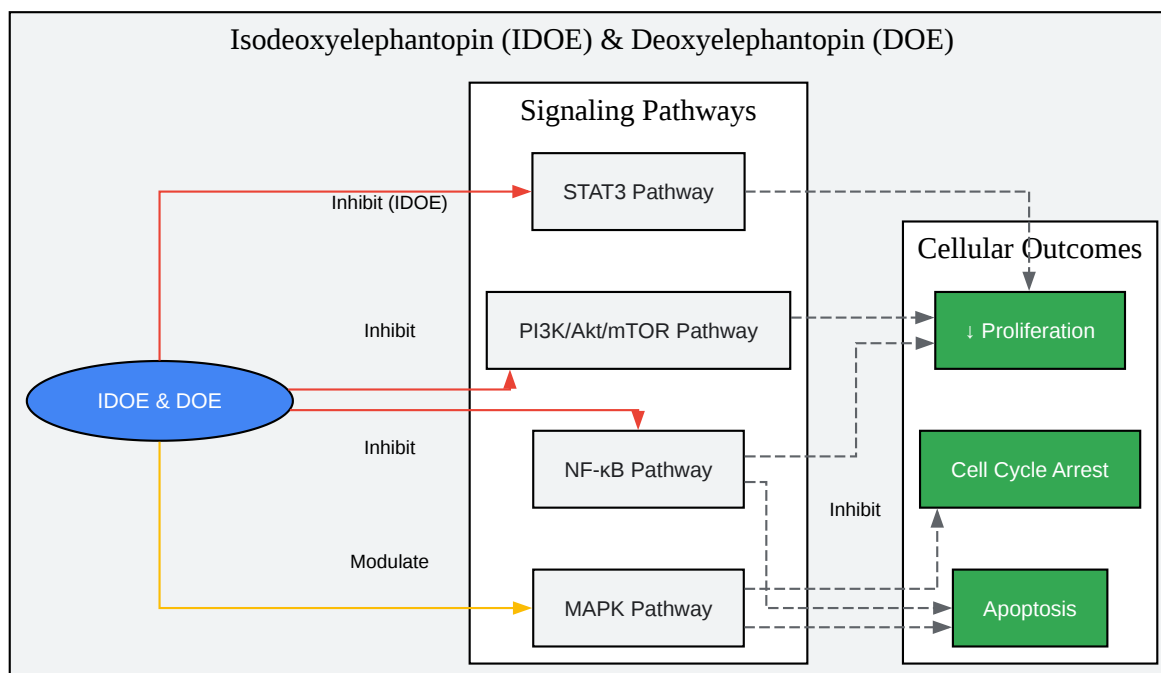 Isodeoxyelephantopin (IDOE) & Deoxyelephantopin (DOE)
Signaling Pathways
STAT3 Pathway
Inhibit (IDOE)
Cellular Outcomes
Inhibit
PI3K/Akt/mTOR Pathway
↓ Proliferation
IDOE & DOE
Inhibit
NF-κB Pathway
Cell Cycle Arrest
Inhibit
Modulate
MAPK Pathway
Apoptosis